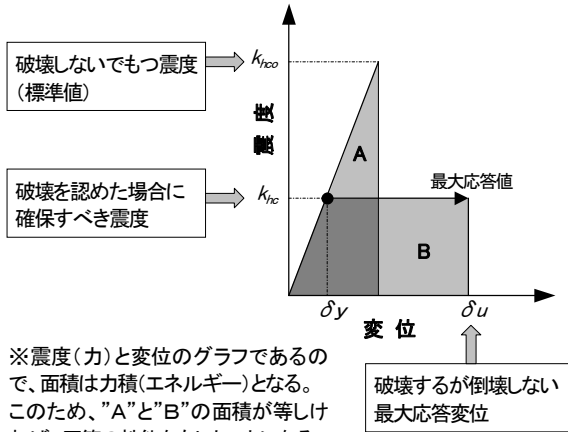 破壊しないでもつ震度
（標準値）
khco
震度
A
破壊を認めた場合に
確保すべき震度
khc
最大応答値
B
δy
δu
変位
※震度（力）と変位のグラフであるの
で、面積は力積（エネルギー）となる。
このため、”A”と”B”の面積が等しけ
破壊するが倒壊しない
最大応答変位